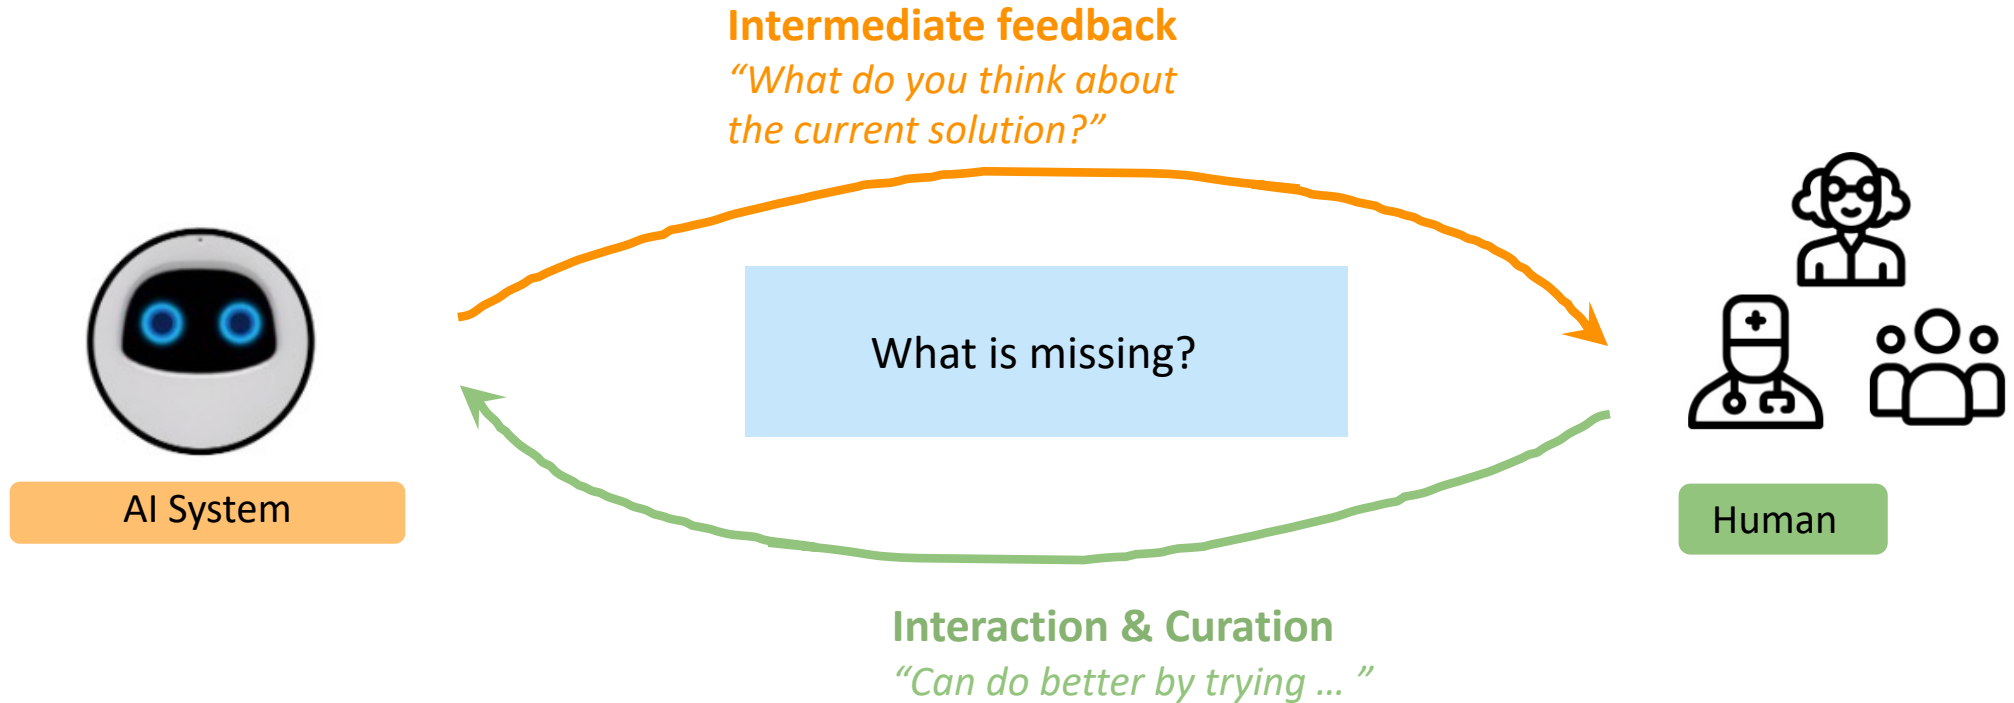 Intermediate feedback
“What do you think about
the current solution?”
What is missing?
AI System
Human
Interaction & Curation
“Can do better by trying ... ”